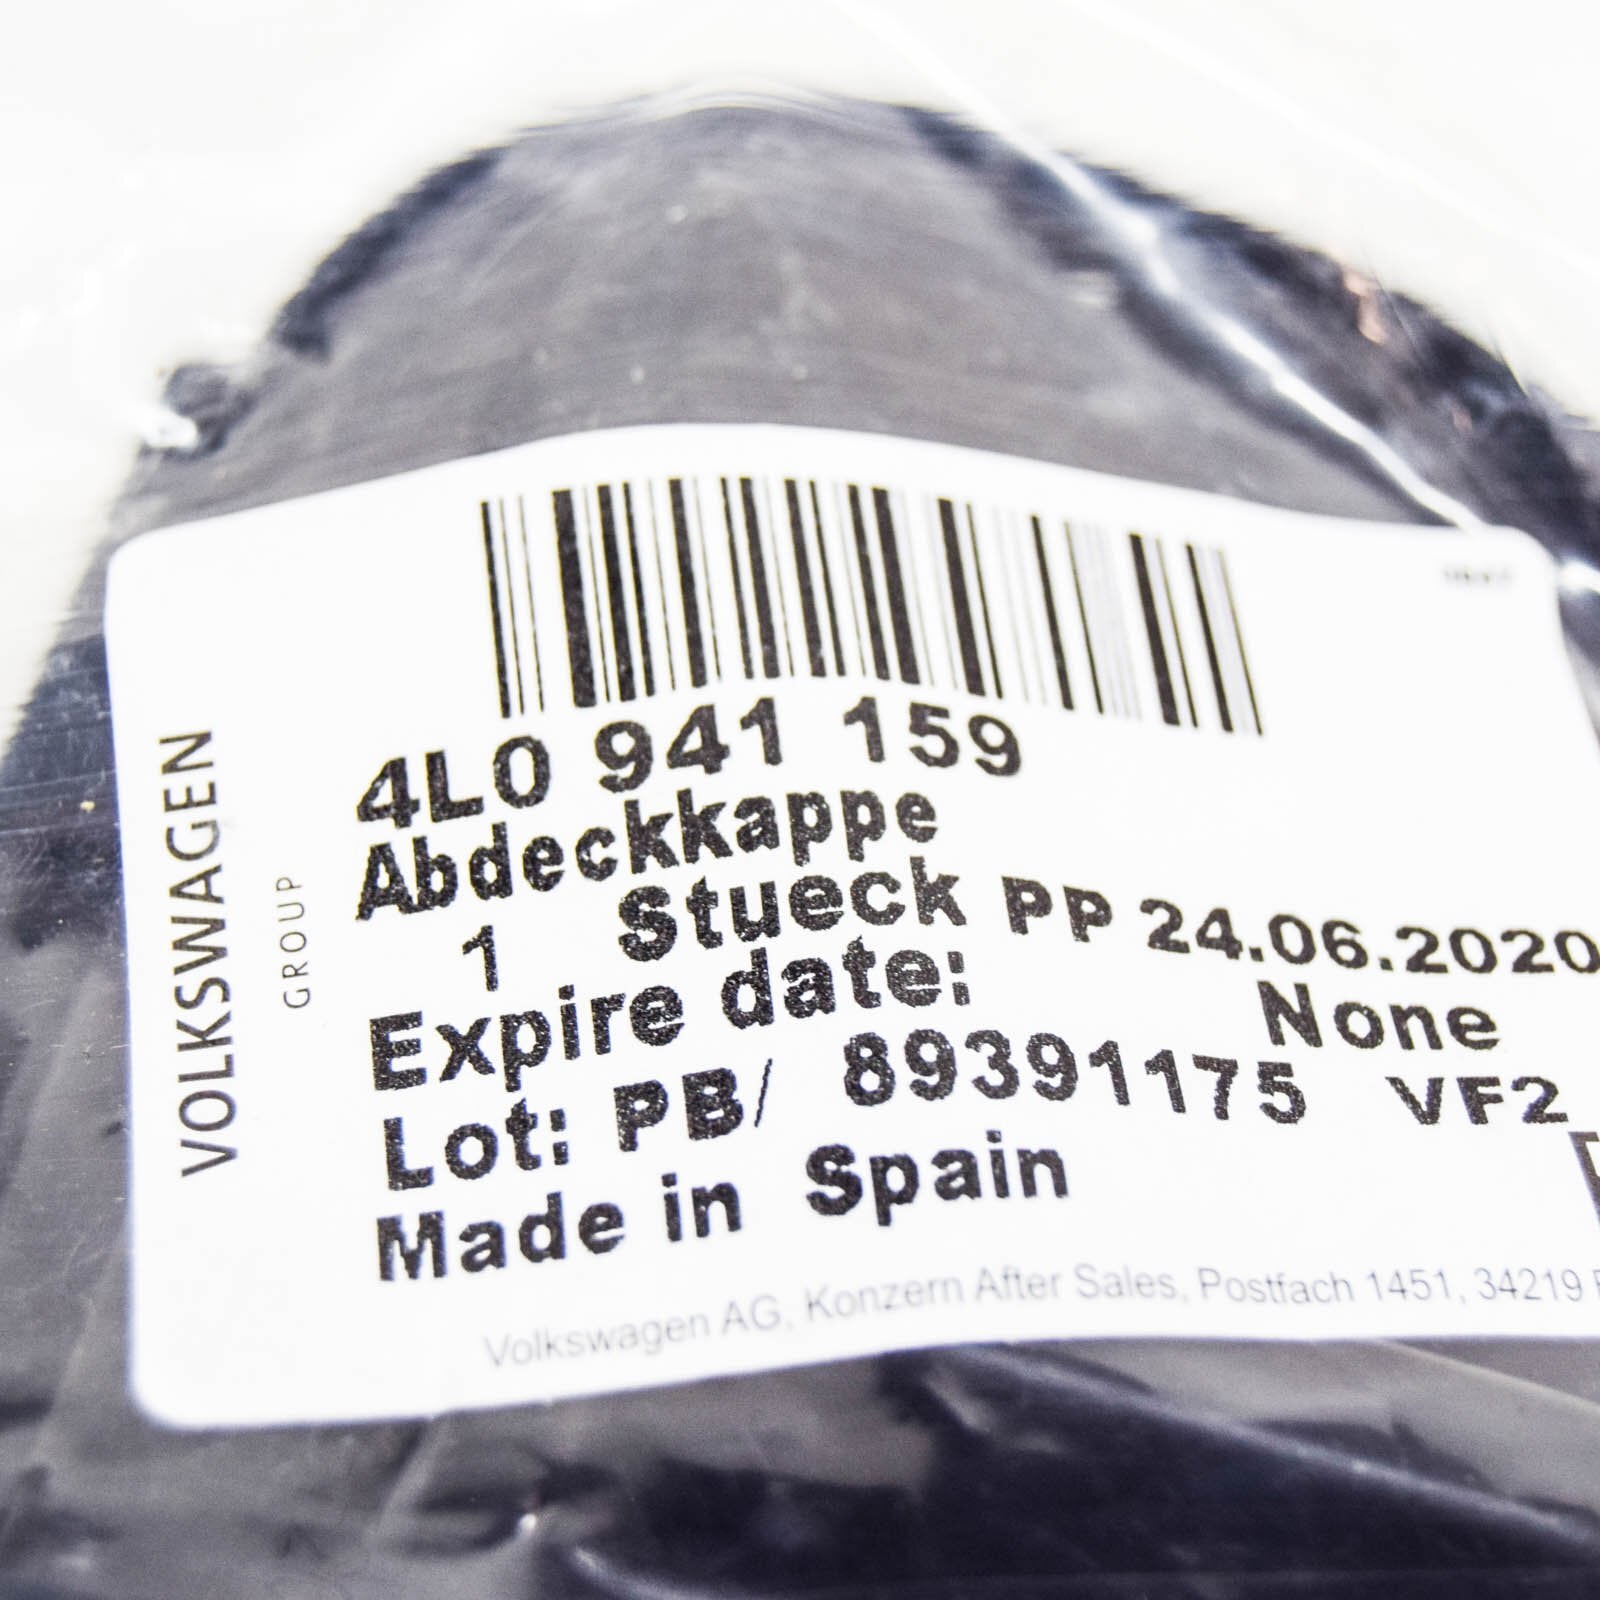 VOLKSWAGEN
GROUP
4L0 941 159
Abdeckkappe
1 Stueck PP 24.06.2020
Expire date: None
Lot: PB/ 89391175 VF2
Made in Spain
Volkswagen AG, Konzern After Sales, Postfach 1451, 34219